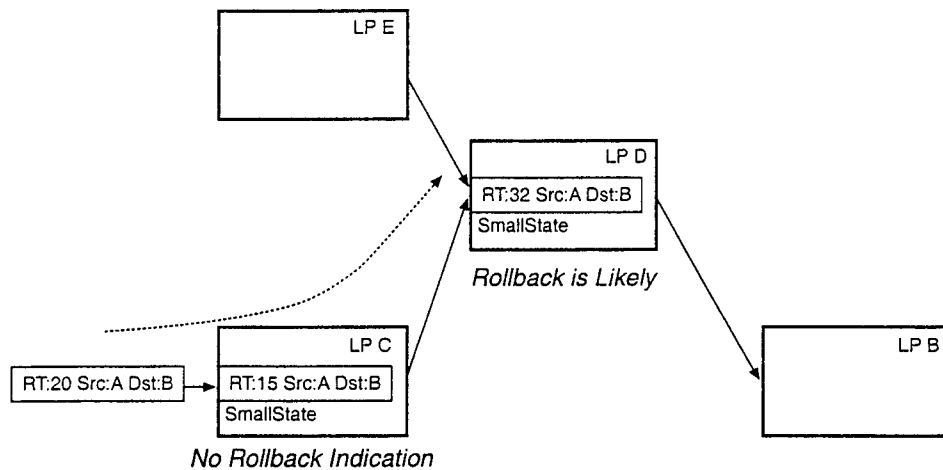 LP E
LP D
RT:32 Src:A Dst:B
SmallState
Rollback is Likely
LP C
LP B
RT:20 Src:A Dst:B
RT:15 Src:A Dst:B
SmallState
No Rollback Indication